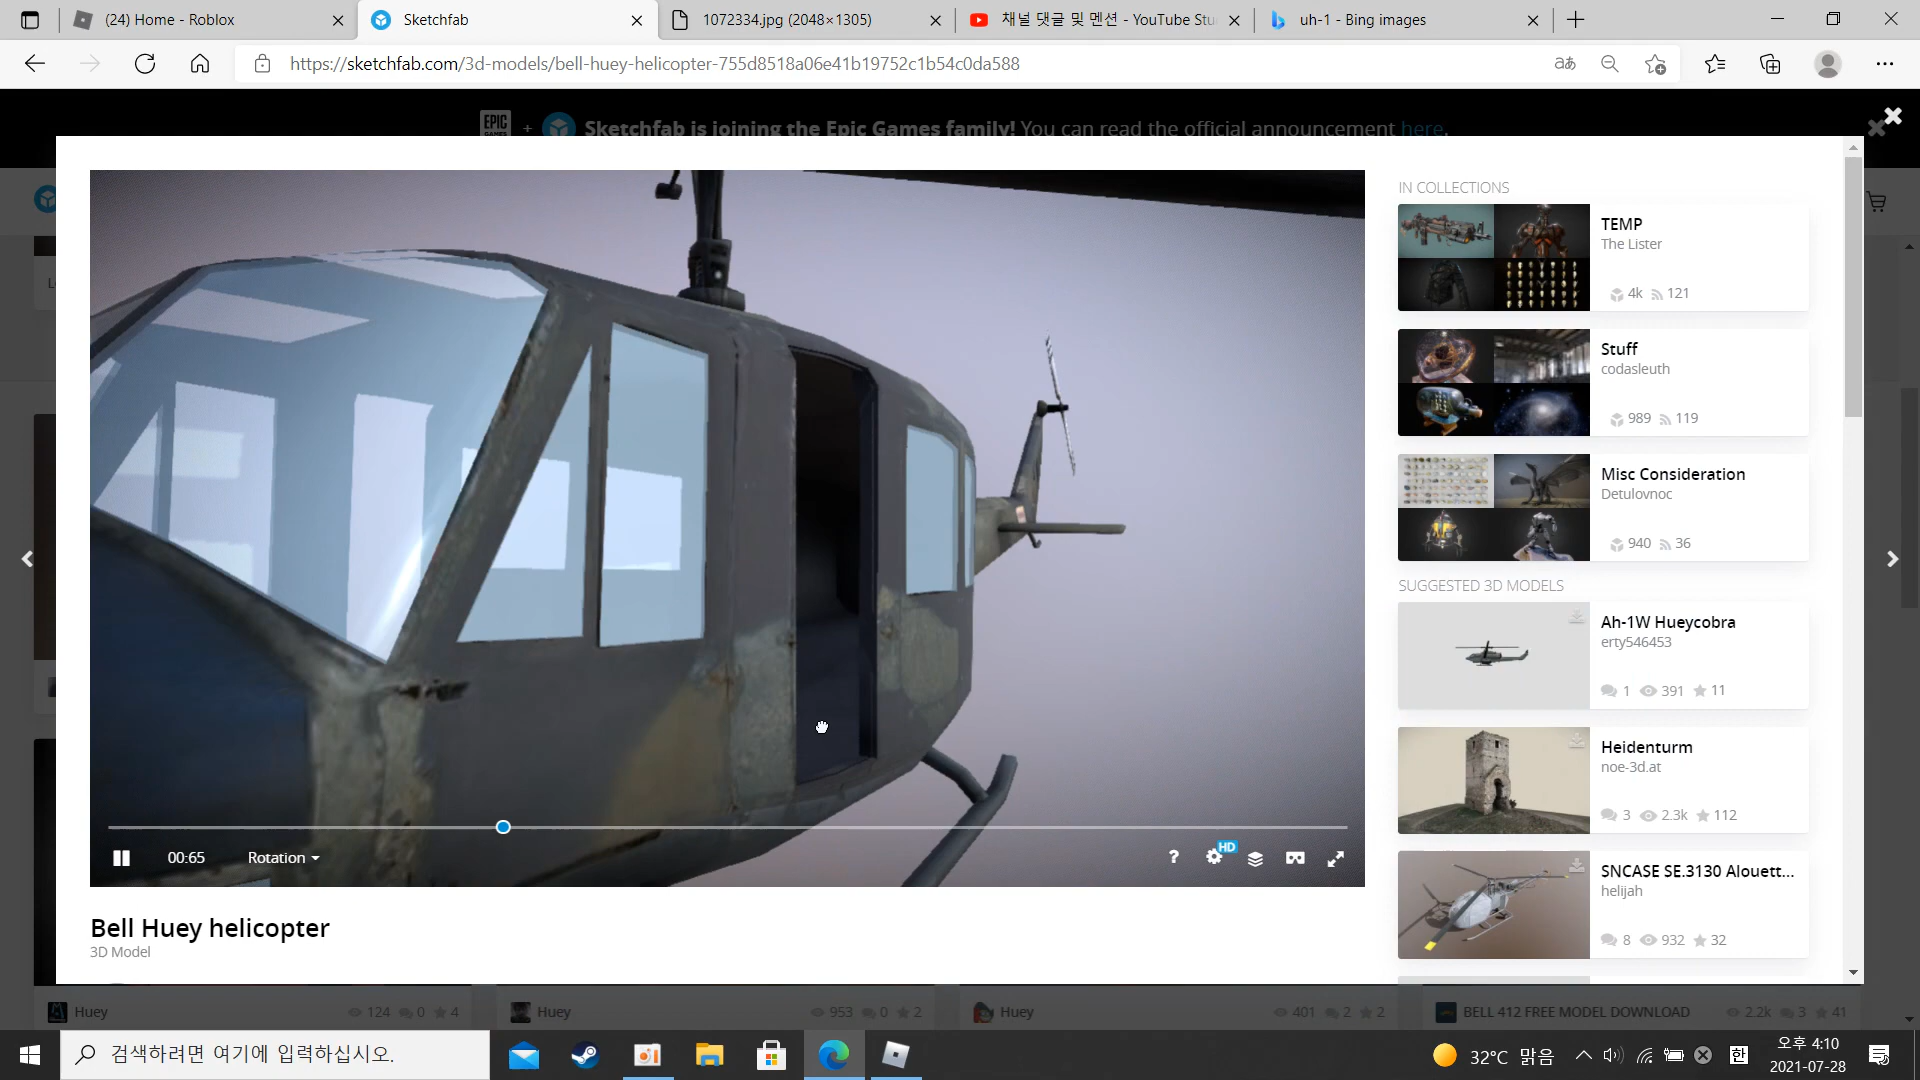 (24) Home - Roblox
Sketchfab
1072334.jpg (2048×1305)
채널 댓글 및 멘션 - YouTube Stu
uh-1 - Bing images
https://sketchfab.com/3d-models/bell-huey-helicopter-755d8518a06e41b19752c1b54c0da588
EPIC + Sketchfab is joining the Epic Games family! You can read the official announcement here.
IN COLLECTIONS
TEMP
The Lister
4k 121
Stuff
codasleuth
989 119
Misc Consideration
Detulovnoc
940 36
SUGGESTED 3D MODELS
Ah-1W Hueycobra
erty546453
1 391 11
Heidenturm
noe-3d.at
3 2.3k 112
SNCASE SE.3130 Alouett...
helijah
8 932 32
00:65 Rotation ? HD
Bell Huey helicopter
3D Model
Huey 124 0 4
Huey 953 0 2
Huey 401 2 2
BELL 412 FREE MODEL DOWNLOAD 2.2k 3 41
검색하려면 여기에 입력하십시오.
32°C 맑음
한
오후 4:10
2021-07-28